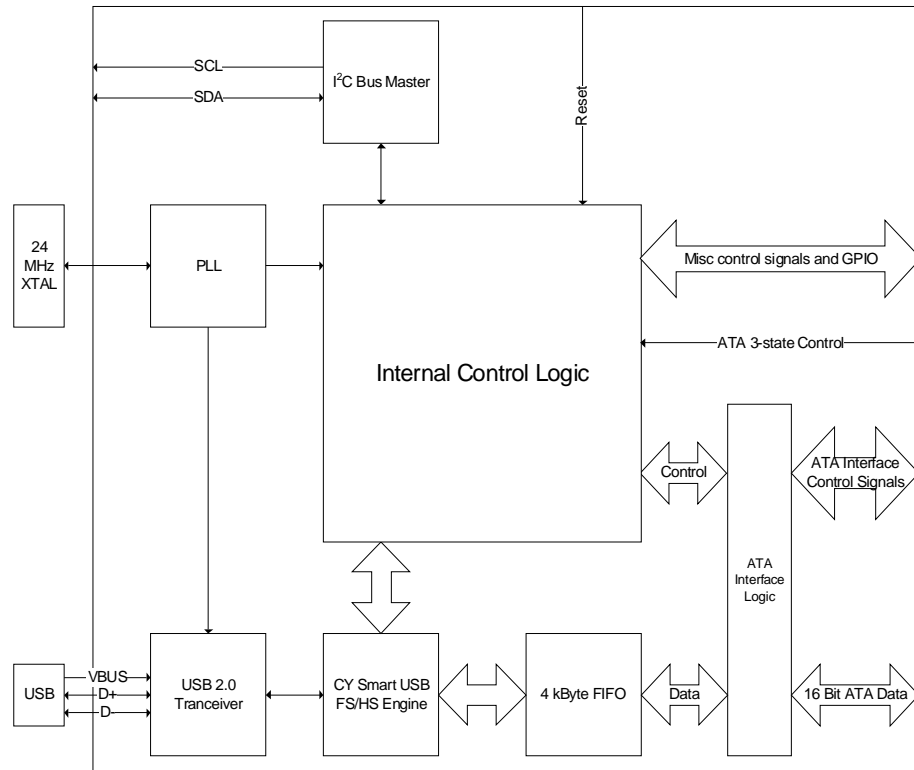 SCL
I²C Bus Master
SDA
Reset
24
MHz
XTAL
PLL
Misc control signals and GPIO
ATA 3-state Control
Internal Control Logic
Control
ATA Interface
Control Signals
ATA
Interface
Logic
USB
VBUS
D+
D-
USB 2.0
Tranceiver
CY Smart USB
FS/HS Engine
4 kByte FIFO
Data
16 Bit ATA Data